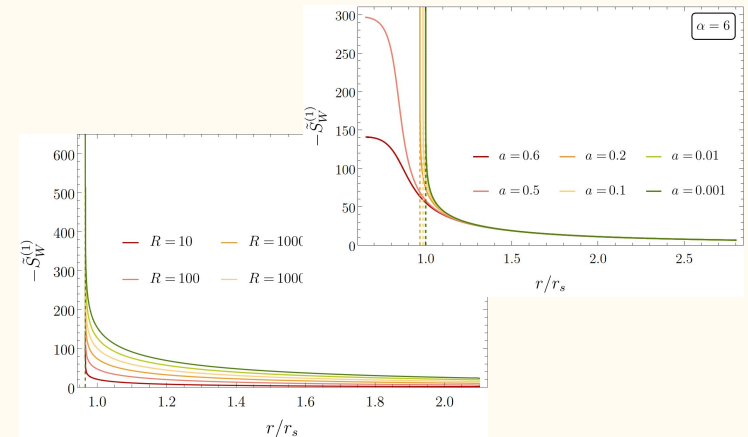 300
250
200
150
100
50
0
−S̃_W^(1)
α = 6
a = 0.6 a = 0.2 a = 0.01
a = 0.5 a = 0.1 a = 0.001
1.0 1.5 2.0 2.5
r/r_s
600
500
400
300
200
100
0
−S̃_W^(1)
R = 10 R = 1000
R = 100 R = 1000
1.0 1.2 1.4 1.6 1.8 2.0
r/r_s